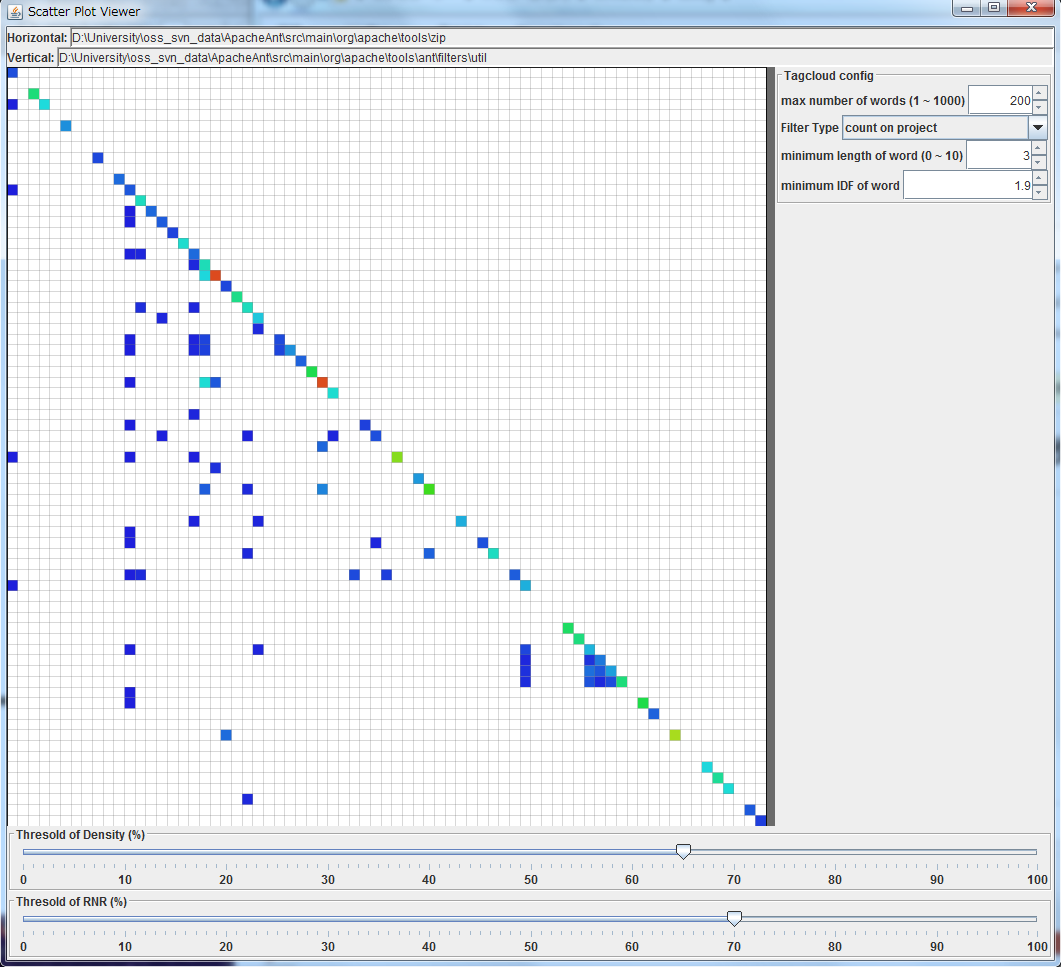 Scatter Plot Viewer
Horizontal: D:\University\oss_svn_data\ApacheAnt\src\main\org\apache\tools\zip
Vertical: D:\University\oss_svn_data\ApacheAnt\src\main\org\apache\tools\ant\filters\util
Tagcloud config
max number of words (1 ~ 1000) 200
Filter Type count on project
minimum length of word (0 ~ 10) 3
minimum IDF of word 1.9
Thresold of Density (%)
0 10 20 30 40 50 60 70 80 90 100
Thresold of RNR (%)
0 10 20 30 40 50 60 70 80 90 100